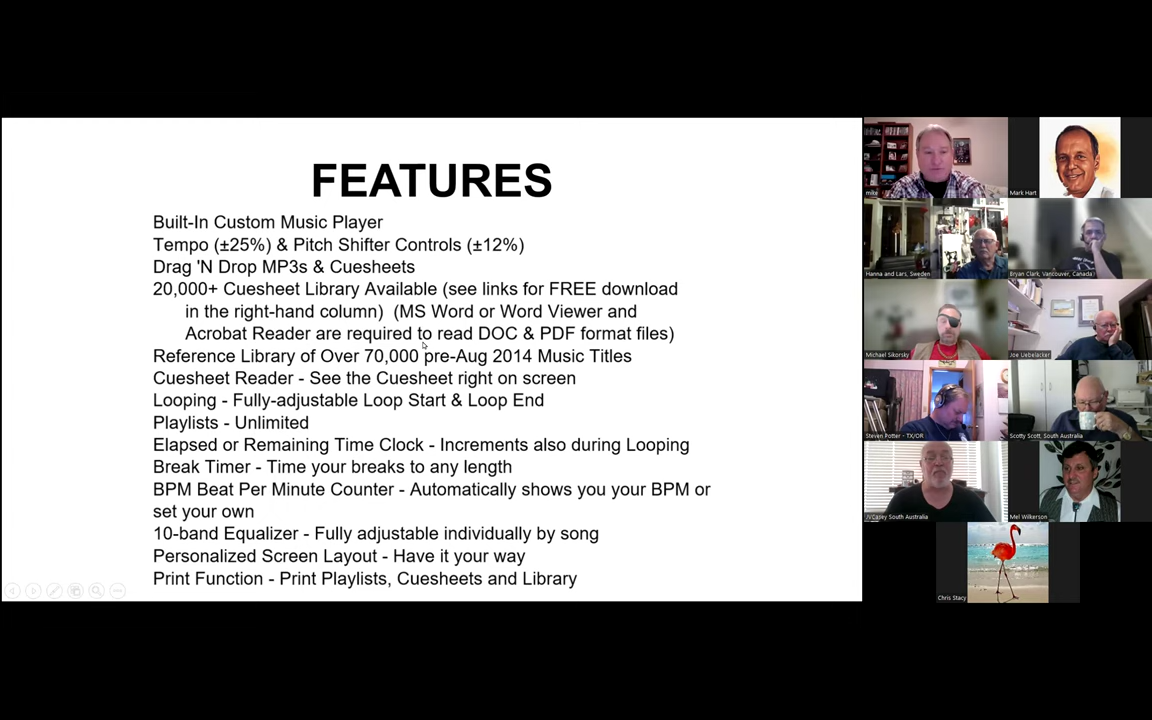 FEATURES
Built-In Custom Music Player
Tempo (±25%) & Pitch Shifter Controls (±12%)
Drag 'N Drop MP3s & Cuesheets
20,000+ Cuesheet Library Available (see links for FREE download
in the right-hand column) (MS Word or Word Viewer and
Acrobat Reader are required to read DOC & PDF format files)
Reference Library of Over 70,000 pre-Aug 2014 Music Titles
Cuesheet Reader - See the Cuesheet right on screen
Looping - Fully-adjustable Loop Start & Loop End
Playlists - Unlimited
Elapsed or Remaining Time Clock - Increments also during Looping
Break Timer - Time your breaks to any length
BPM Beat Per Minute Counter - Automatically shows you your BPM or
set your own
10-band Equalizer - Fully adjustable individually by song
Personalized Screen Layout - Have it your way
Print Function - Print Playlists, Cuesheets and Library
mike
Mark Hart
Hanna and Lars, Sweden
Bryan Clark, Vancouver, Canada
Michael Sikorsky
Joe Uebelacker
Steven Potter - TX/OR
Scotty Scott, South Australia
Casey South Australia
Mel Wilkerson
Chris Stacy